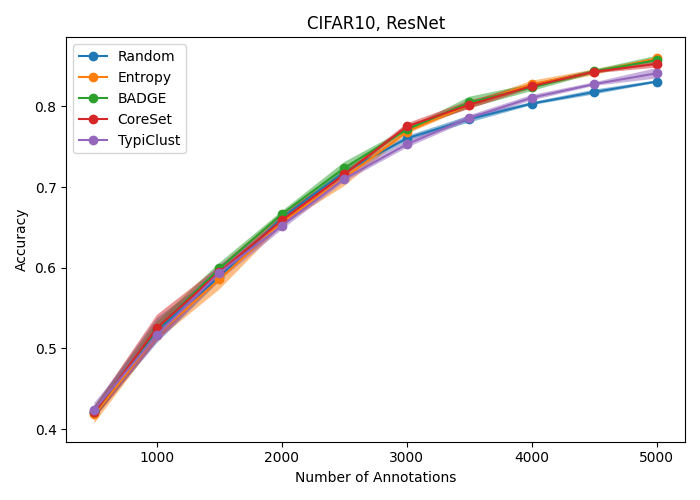 CIFAR10, ResNet
Random
Entropy
BADGE
CoreSet
TypiClust
Accuracy
0.8
0.7
0.6
0.5
0.4
1000
2000
3000
4000
5000
Number of Annotations